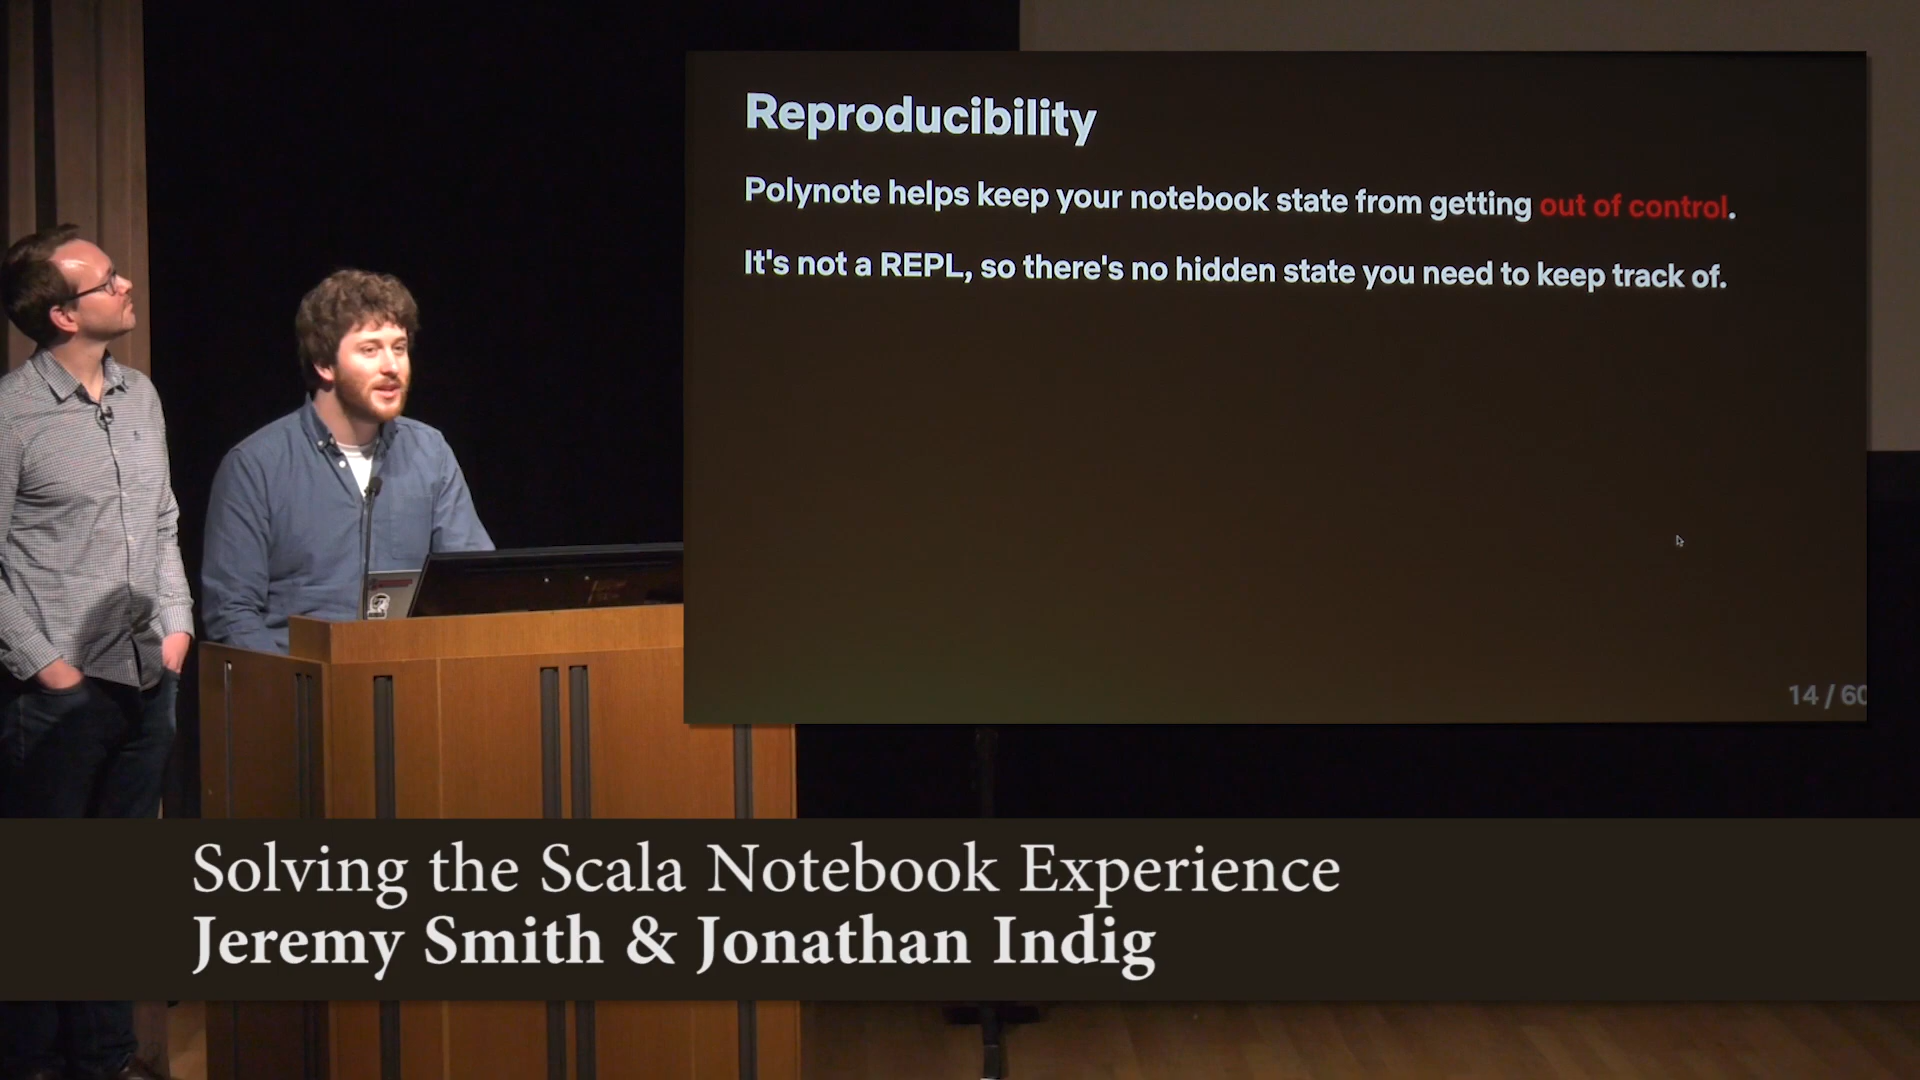 Reproducibility
Polynote helps keep your notebook state from getting out of control.
It's not a REPL, so there's no hidden state you need to keep track of.
14 / 60
Solving the Scala Notebook Experience
Jeremy Smith & Jonathan Indig